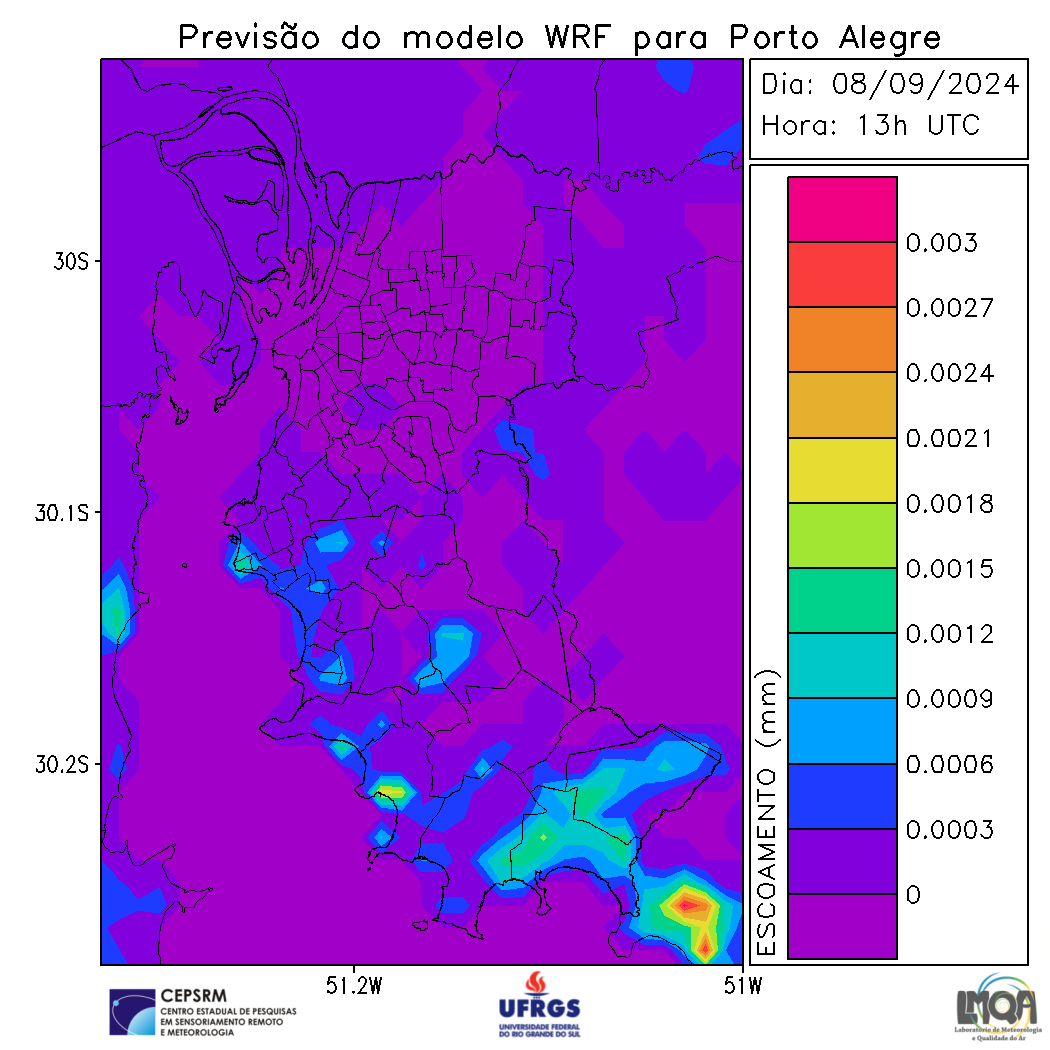 Previsão do modelo WRF para Porto Alegre
Dia: 08/09/2024
Hora: 13h UTC
0.003
0.0027
0.0024
0.0021
0.0018
0.0015
0.0012
0.0009
0.0006
0.0003
0
ESCOAMENTO (mm)
30S
30.1S
30.2S
51.2W
51W
CEPSRM
CENTRO ESTADUAL DE PESQUISAS
EM SENSORIAMENTO REMOTO
E METEOROLOGIA
UFRGS
UNIVERSIDADE FEDERAL
DO RIO GRANDE DO SUL
LMQA
Laboratório de Meteorologia
e Qualidade do Ar